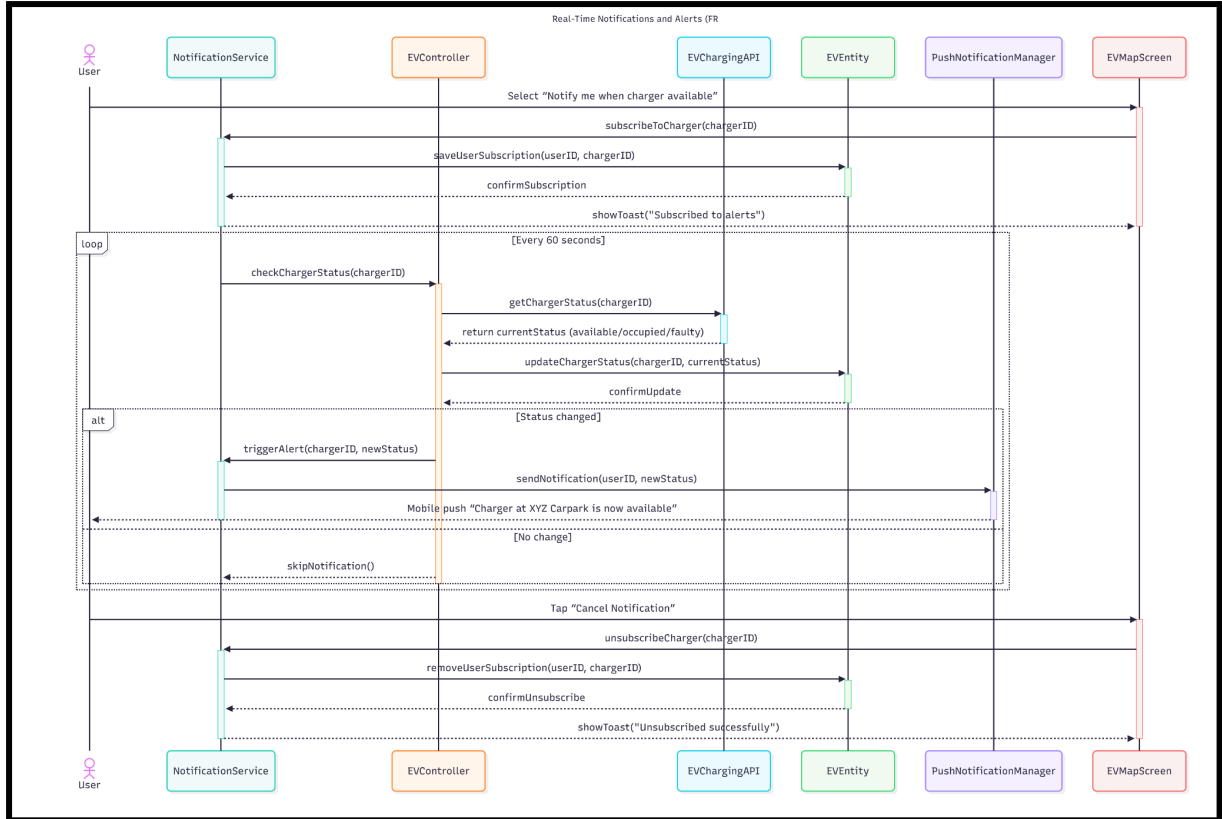 Real-Time Notifications and Alerts (FR
User
NotificationService
EVController
EVChargingAPI
EVEntity
PushNotificationManager
EVMapScreen
Select “Notify me when charger available”
subscribeToCharger(chargerID)
saveUserSubscription(userID, chargerID)
confirmSubscription
showToast("Subscribed to alerts")
loop
[Every 60 seconds]
checkChargerStatus(chargerID)
getChargerStatus(chargerID)
return currentStatus (available/occupied/faulty)
updateChargerStatus(chargerID, currentStatus)
confirmUpdate
alt
[Status changed]
triggerAlert(chargerID, newStatus)
sendNotification(userID, newStatus)
Mobile push “Charger at XYZ Carpark is now available”
[No change]
skipNotification()
Tap “Cancel Notification”
unsubscribeCharger(chargerID)
removeUserSubscription(userID, chargerID)
confirmUnsubscribe
showToast("Unsubscribed successfully")
User
NotificationService
EVController
EVChargingAPI
EVEntity
PushNotificationManager
EVMapScreen